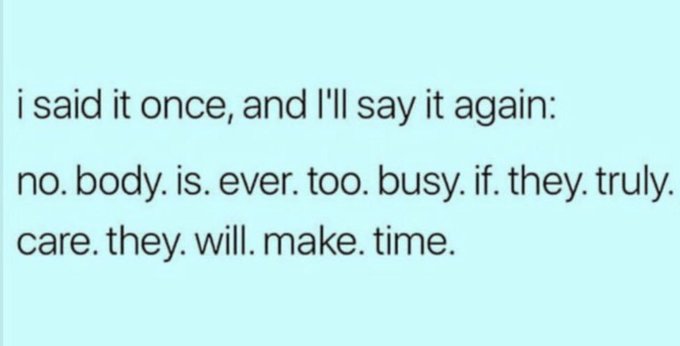 i said it once, and I'll say it again:
no. body. is. ever. too. busy. if. they. truly.
care. they. will. make. time.